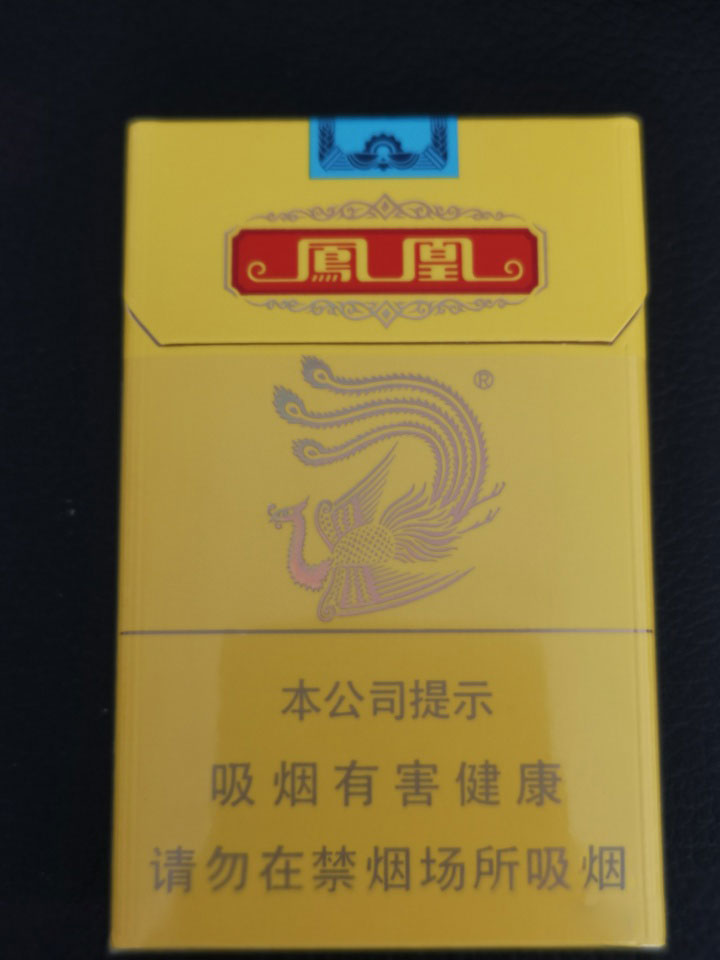 鳳凰
®
本公司提示
吸烟有害健康
请勿在禁烟场所吸烟